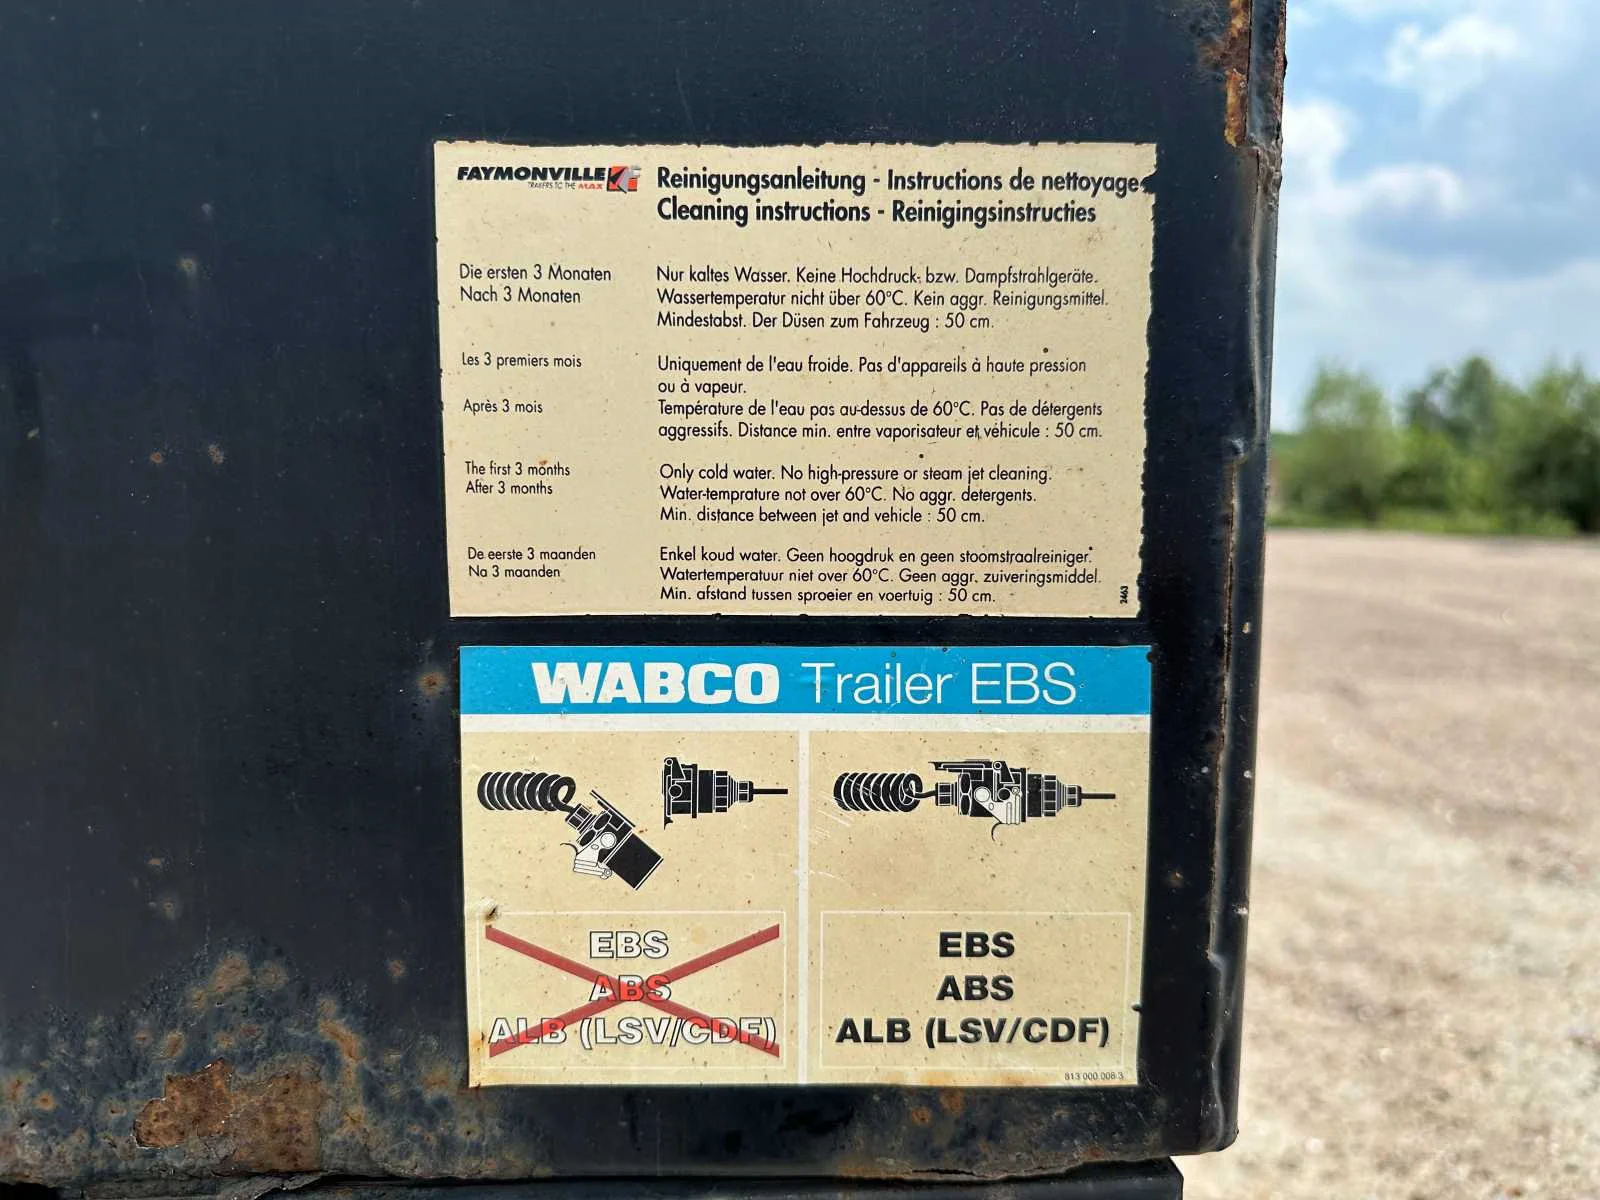 FAYMONVILLE
TRAILERS TO THE MAX
Reinigungsanleitung - Instructions de nettoyage
Cleaning instructions - Reinigingsinstructies
Die ersten 3 Monaten Nur kaltes Wasser. Keine Hochdruck- bzw. Dampfstrahlgeräte.
Nach 3 Monaten Wassertemperatur nicht über 60°C. Kein aggr. Reinigungsmittel.
Mindestabst. Der Düsen zum Fahrzeug : 50 cm.
Les 3 premiers mois Uniquement de l'eau froide. Pas d'appareils à haute pression
ou à vapeur.
Après 3 mois Température de l'eau pas au-dessus de 60°C. Pas de détergents
aggressifs. Distance min. entre vaporisateur et véhicule : 50 cm.
The first 3 months Only cold water. No high-pressure or steam jet cleaning.
After 3 months Water-temprature not over 60°C. No aggr. detergents.
Min. distance between jet and vehicle : 50 cm.
De eerste 3 maanden Enkel koud water. Geen hoogdruk en geen stoomstraalreiniger.
Na 3 maanden Watertemperatuur niet over 60°C. Geen aggr. zuiveringsmiddel.
Min. afstand tussen sproeier en voertuig : 50 cm.
2463
WABCO Trailer EBS
EBS
ABS
ALB (LSV/CDF)
EBS
ABS
ALB (LSV/CDF)
813 000 008 3